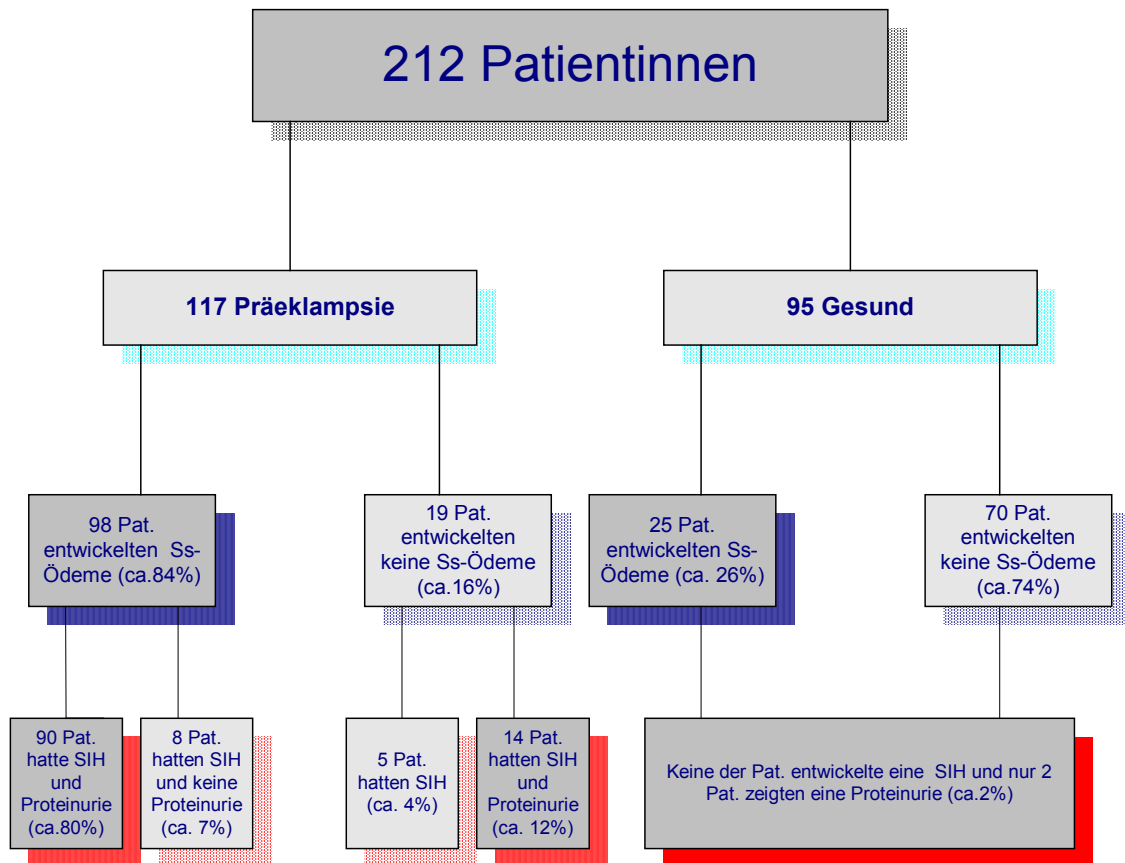 212 Patientinnen
117 Präeklampsie
95 Gesund
98 Pat.
entwickelten Ss-
Ödeme (ca.84%)
19 Pat.
entwickelten
keine Ss-Ödeme
(ca.16%)
25 Pat.
entwickelten Ss-
Ödeme (ca. 26%)
70 Pat.
entwickelten
keine Ss-Ödeme
(ca.74%)
90 Pat.
hatte SIH
und
Proteinurie
(ca.80%)
8 Pat.
hatten SIH
und keine
Proteinurie
(ca. 7%)
5 Pat.
hatten SIH
(ca. 4%)
14 Pat.
hatten SIH
und
Proteinurie
(ca. 12%)
Keine der Pat. entwickelte eine SIH und nur 2
Pat. zeigten eine Proteinurie (ca.2%)